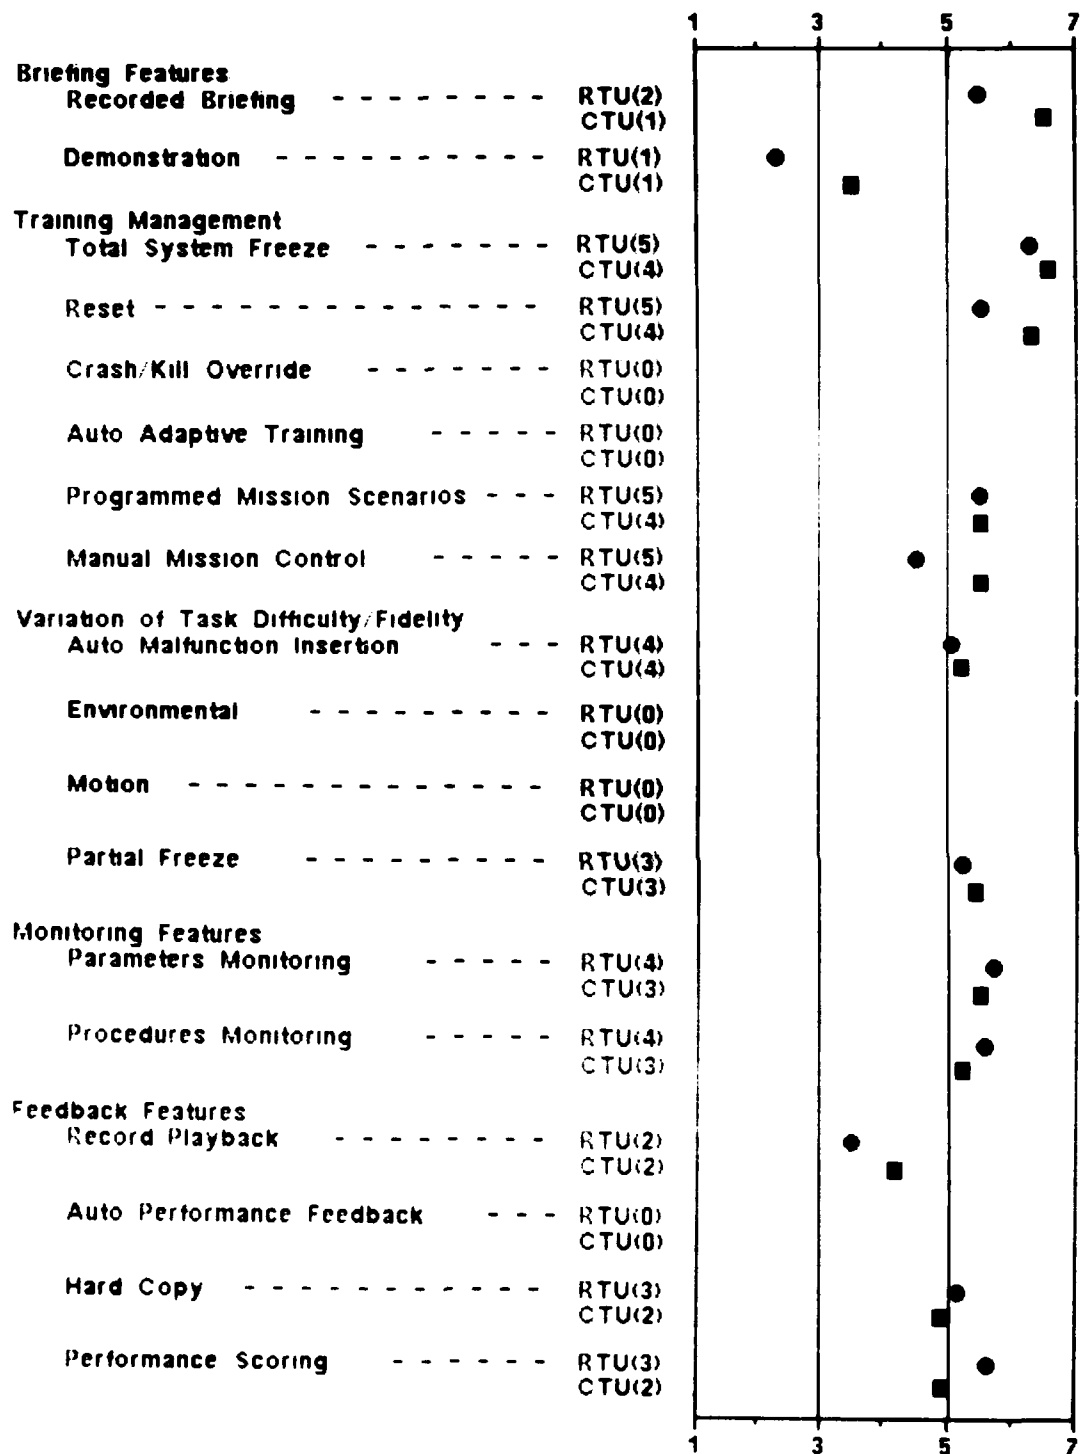 1 3 5 7
Briefing Features
Recorded Briefing - - - - - - - - - RTU(2)
CTU(1)
Demonstration - - - - - - - - - - - RTU(1)
CTU(1)
Training Management
Total System Freeze - - - - - - - RTU(5)
CTU(4)
Reset - - - - - - - - - - - - - - RTU(5)
CTU(4)
Crash/Kill Override - - - - - - - RTU(0)
CTU(0)
Auto Adaptive Training - - - - - RTU(0)
CTU(0)
Programmed Mission Scenarios - - - RTU(5)
CTU(4)
Manual Mission Control - - - - - RTU(5)
CTU(4)
Variation of Task Difficulty/Fidelity
Auto Malfunction Insertion - - - RTU(4)
CTU(4)
Environmental - - - - - - - - - RTU(0)
CTU(0)
Motion - - - - - - - - - - - - - RTU(0)
CTU(0)
Partial Freeze - - - - - - - - - RTU(3)
CTU(3)
Monitoring Features
Parameters Monitoring - - - - - RTU(4)
CTU(3)
Procedures Monitoring - - - - - RTU(4)
CTU(3)
Feedback Features
Record Playback - - - - - - - - RTU(2)
CTU(2)
Auto Performance Feedback - - - RTU(0)
CTU(0)
Hard Copy - - - - - - - - - - - RTU(3)
CTU(2)
Performance Scoring - - - - - - RTU(3)
CTU(2)
1 3 5 7